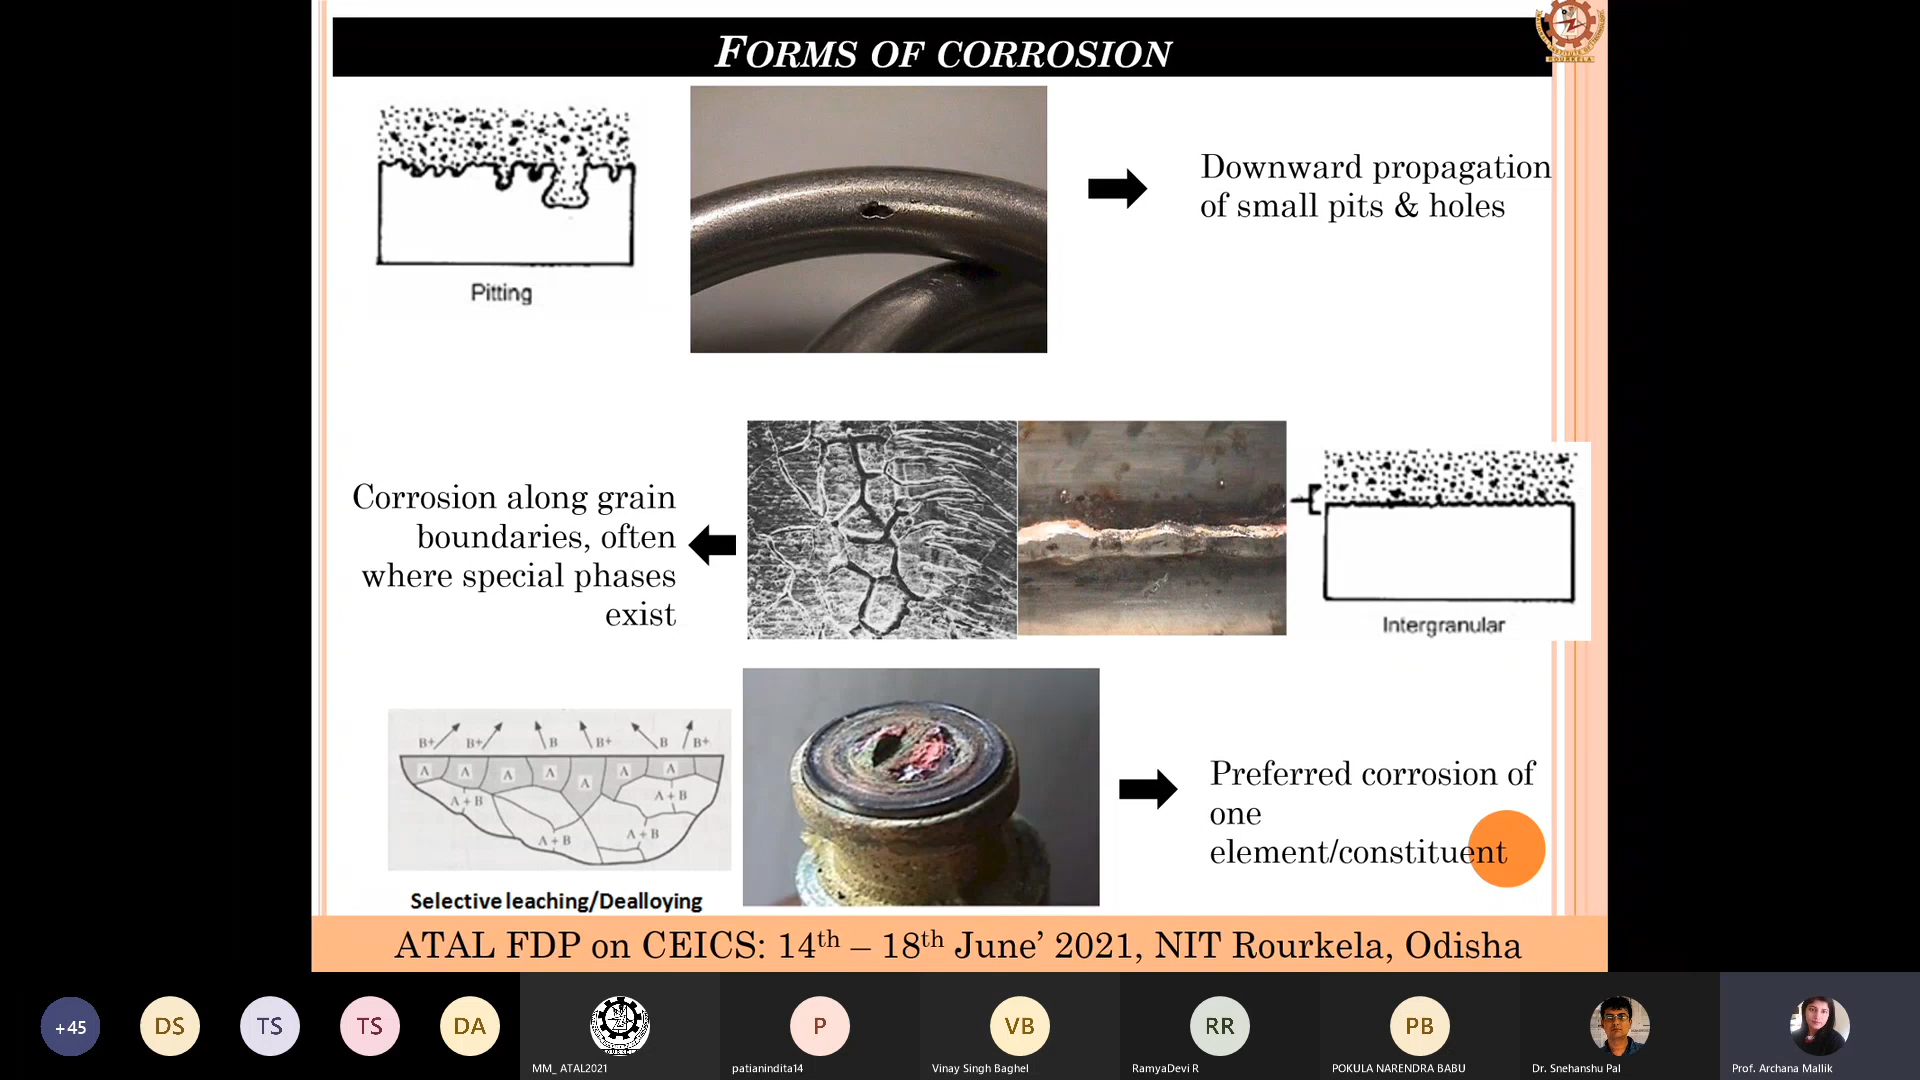 FORMS OF CORROSION
ROURKELA
Pitting
Downward propagation
of small pits & holes
Corrosion along grain
boundaries, often
where special phases
exist
Intergranular
B+ B+ B B+ B B+
A A A A A A A
A + B A + B
A + B A + B
Selective leaching/Dealloying
Preferred corrosion of
one
element/constituent
ATAL FDP on CEICS: 14th – 18th June’ 2021, NIT Rourkela, Odisha
+45 DS TS TS DA P VB RR PB
MM_ ATAL2021 patianindita14 Vinay Singh Baghel RamyaDevi R POKULA NARENDRA BABU Dr. Snehanshu Pal Prof. Archana Mallik